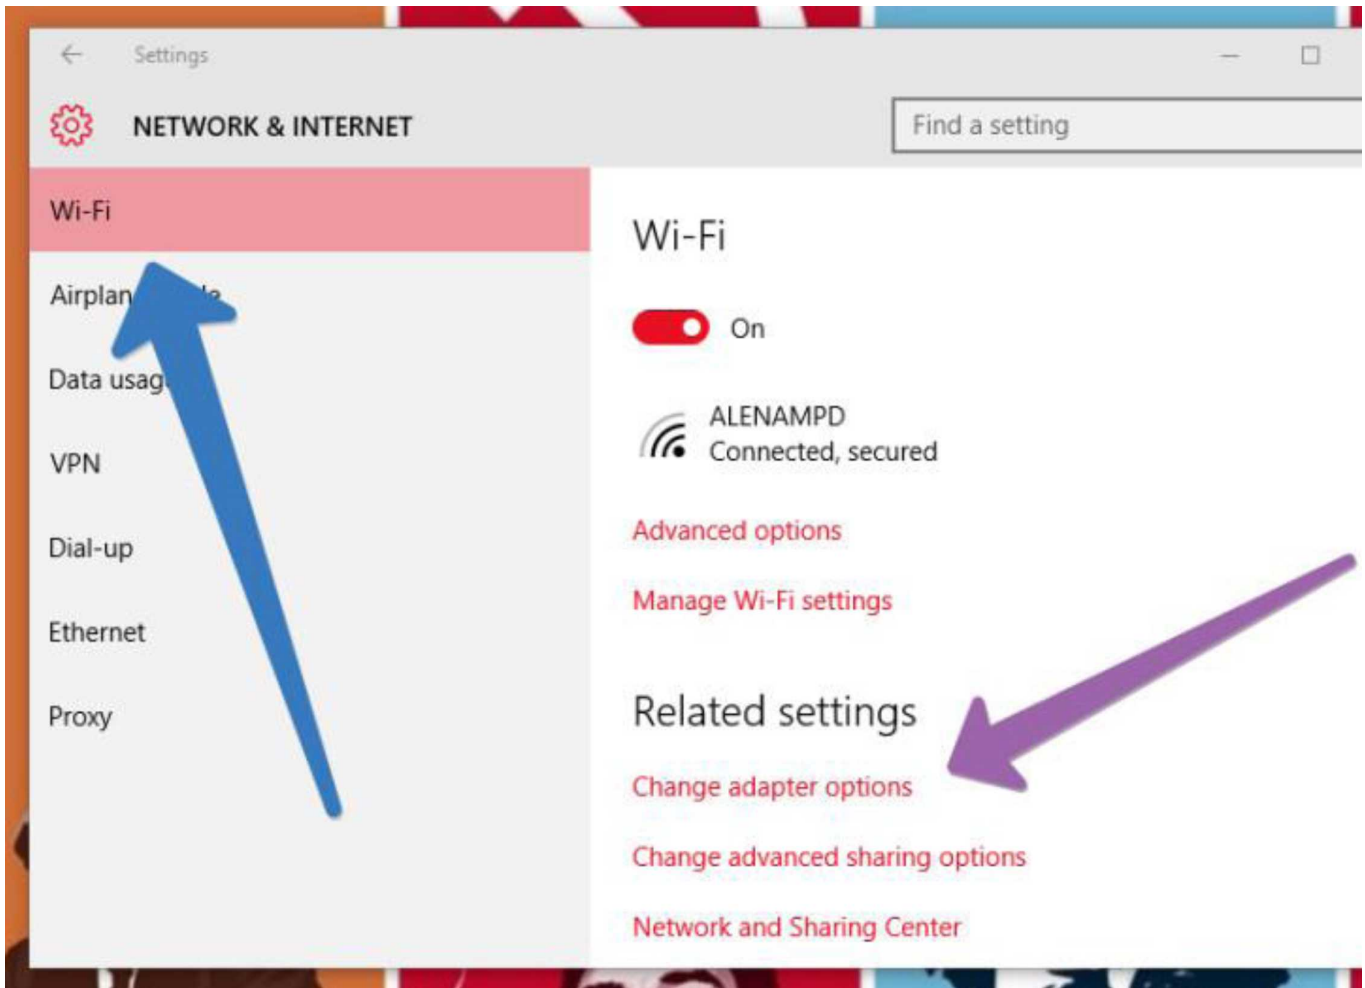 Settings
NETWORK & INTERNET
Find a setting
Wi-Fi
Data
VPN
Dial-up
Ethernet
Proxy
Wi-Fi
On
ALENAMPD
Connected, secured
Advanced options
Manage Wi-Fi settings
Related settings
Change adapter options
Change advanced sharing options
Network and Sharing Center